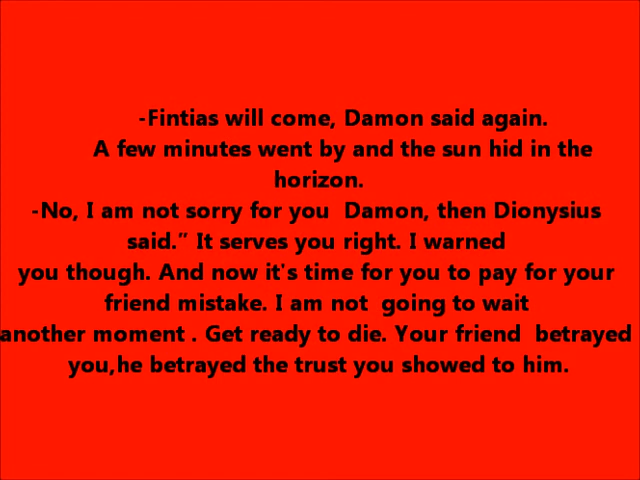 -Fintias will come, Damon said again.
A few minutes went by and the sun hid in the
horizon.
-No, I am not sorry for you  Damon, then Dionysius
said.” It serves you right. I warned
you though. And now it's time for you to pay for your
friend mistake. I am not  going to wait
another moment . Get ready to die. Your friend  betrayed
you,he betrayed the trust you showed to him.